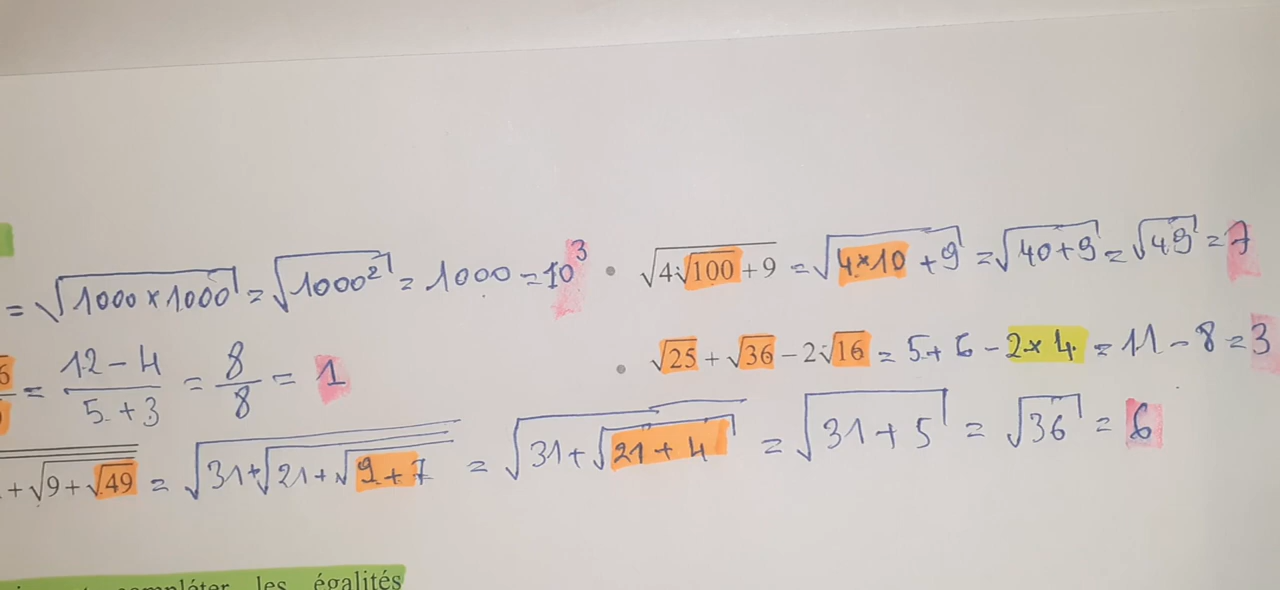 = √(1000 × 1000) = √(1000²) = 1000 = 10³ • √(4√100 + 9) = √(4 × 10 + 9) = √(40 + 9) = √49 = 7
6 = (12 - 4)/(5 + 3) = 8/8 = 1
• √25 + √36 − 2√16 = 5 + 6 - 2 × 4 = 11 - 8 = 3
+ √(9 + √49) = √(31 + √(21 + √(9 + 7))) = √(31 + √(21 + 4)) = √(31 + 5) = √36 = 6
compléter les égalités